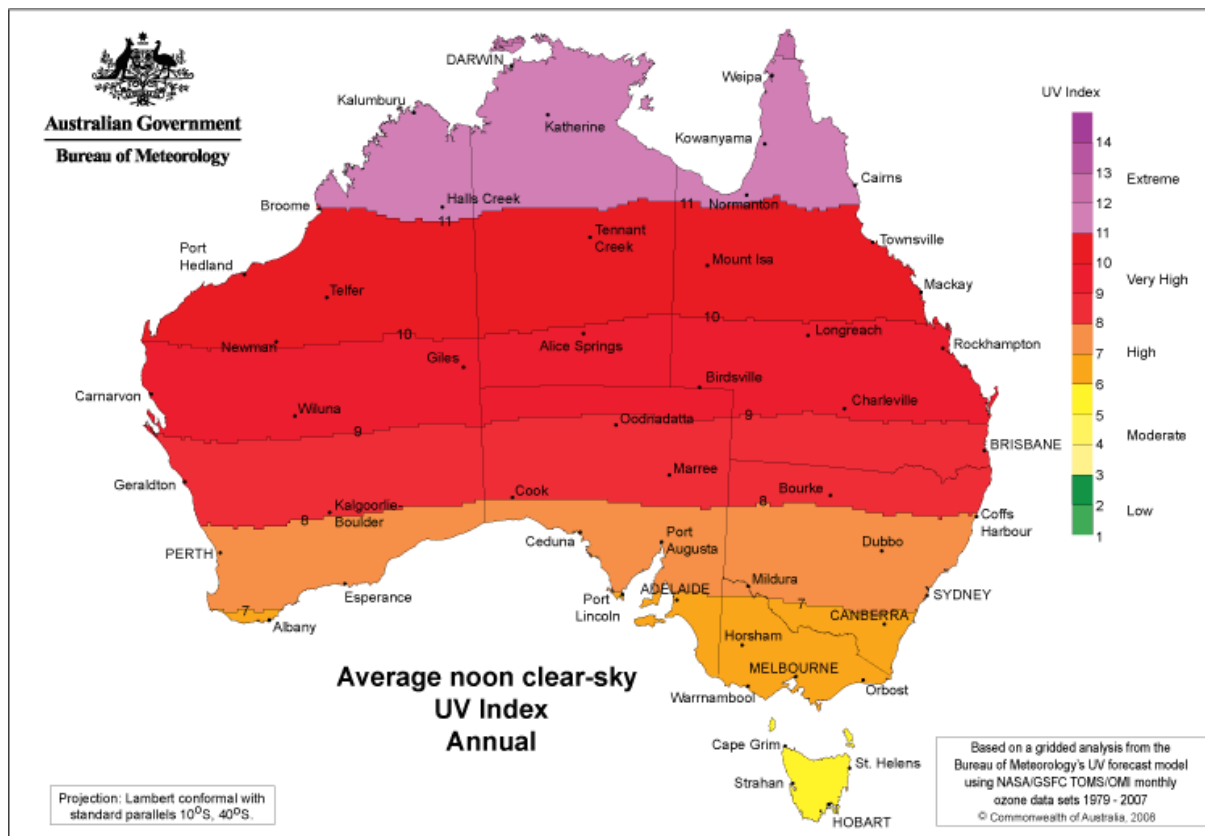 Australian Government
Bureau of Meteorology
DARWIN
Weipa
Kalumburu
Katherine
Kowanyama
11
Cairns
Halls Creek
Broome
11
Normanton
11
Tennant
Creek
Townsville
Port
Hedland
Mount Isa
Telfer
Mackay
10
10
Longreach
Newman
Alice Springs
Rockhampton
Giles
Birdsville
Carnarvon
Charleville
Wiluna
9
Oodnadatta
9
BRISBANE
Marree
Geraldton
Cook
Bourke
Kalgoorlie-
Boulder
8
8
Coffs
Harbour
Ceduna
Port
Augusta
Dubbo
PERTH
Mildura
Esperance
ADELAIDE
SYDNEY
Port
Lincoln
7
7
CANBERRA
Albany
Horsham
MELBOURNE
Warrnambool
Orbost
Cape Grim
St. Helens
Strahan
HOBART
UV Index
14
13
Extreme
12
11
10
Very High
9
8
High
7
6
5
Moderate
4
3
2
Low
1
Average noon clear-sky
UV Index
Annual
Projection: Lambert conformal with
standard parallels 10°S, 40°S.
Based on a gridded analysis from the
Bureau of Meteorology's UV forecast model
using NASA/GSFC TOMS/OMI monthly
ozone data sets 1979 - 2007
© Commonwealth of Australia, 2008